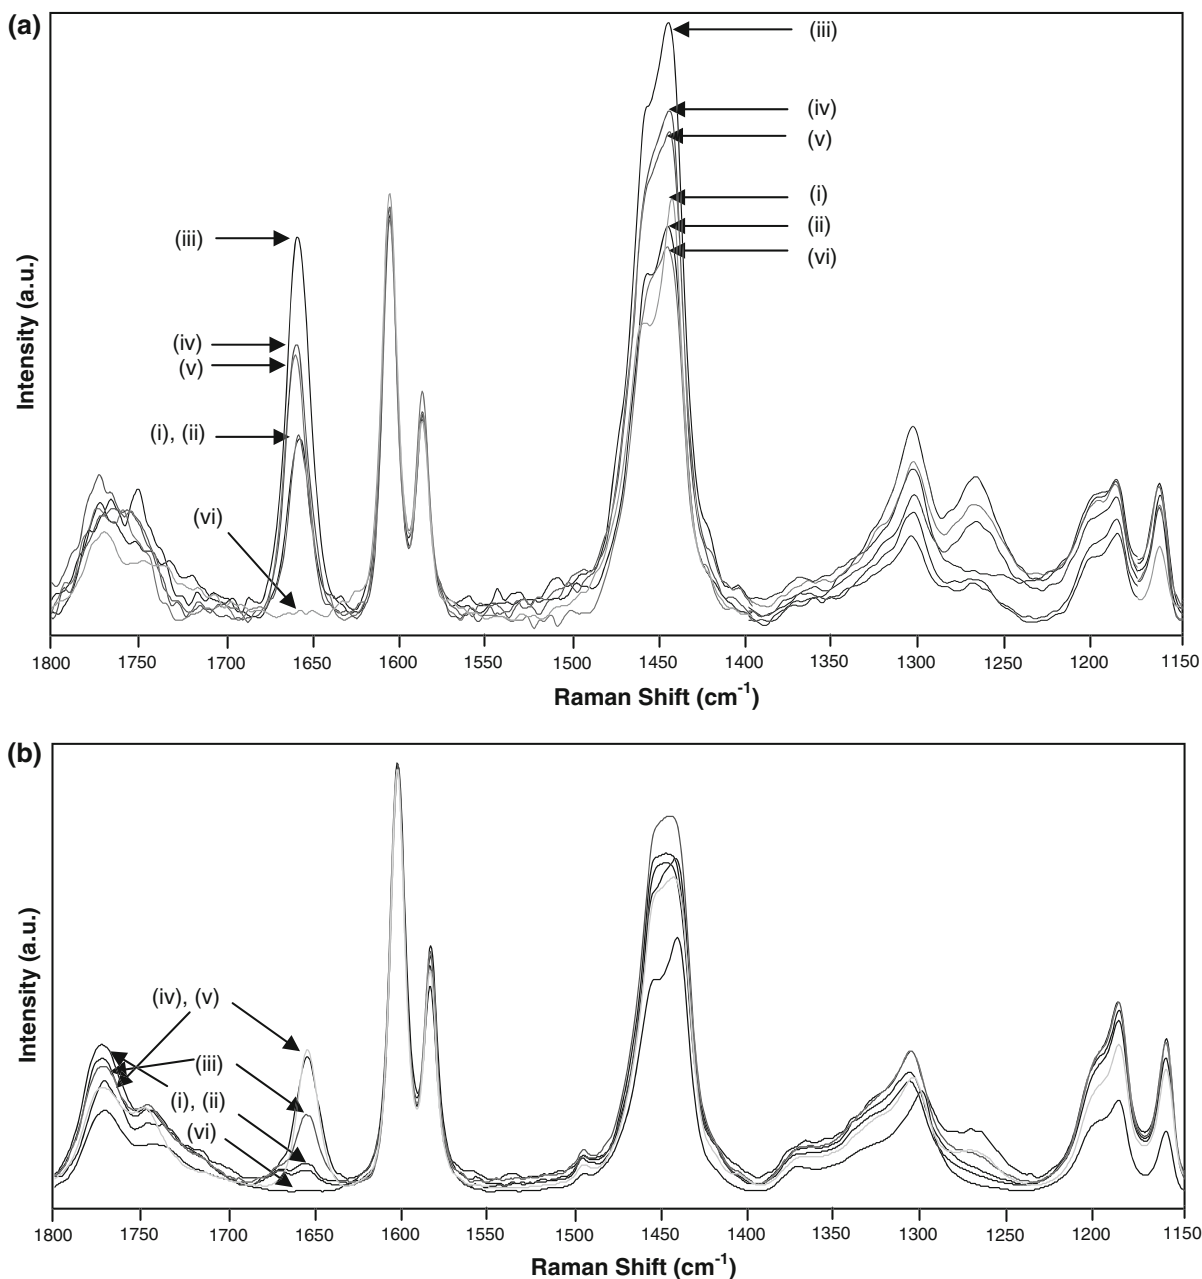 (a)
(iii)
(iv)
(v)
(i)
(ii)
(vi)
(iii)
(iv)
(v)
(i), (ii)
(vi)
Intensity (a.u.)
1800 1750 1700 1650 1600 1550 1500 1450 1400 1350 1300 1250 1200 1150
Raman Shift (cm-1)
(b)
(iv), (v)
(iii)
(i), (ii)
(vi)
Intensity (a.u.)
1800 1750 1700 1650 1600 1550 1500 1450 1400 1350 1300 1250 1200 1150
Raman Shift (cm-1)